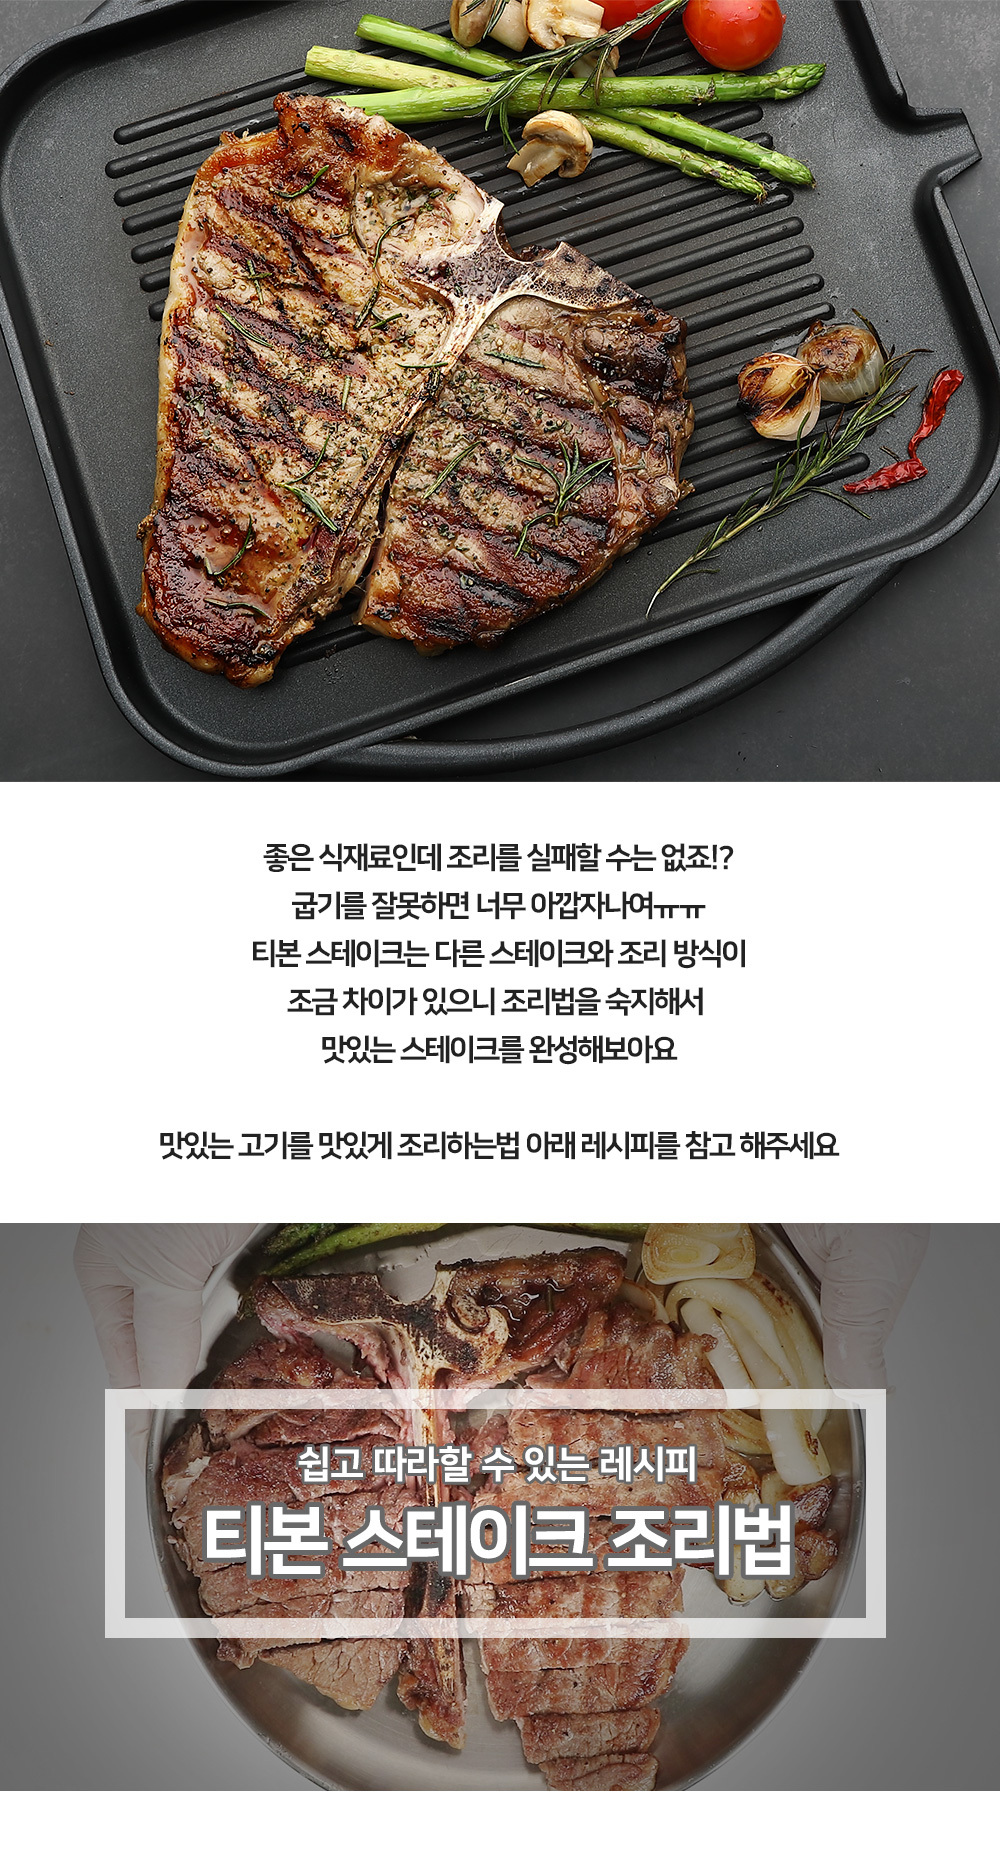 좋은 식재료인데 조리를 실패할 수는 없죠!?
굽기를 잘못하면 너무 아깝자나여ㅠㅠ
티본 스테이크는 다른 스테이크와 조리 방식이
조금 차이가 있으니 조리법을 숙지해서
맛있는 스테이크를 완성해보아요
맛있는 고기를 맛있게 조리하는법 아래 레시피를 참고 해주세요
쉽고 따라할 수 있는 레시피
티본 스테이크 조리법